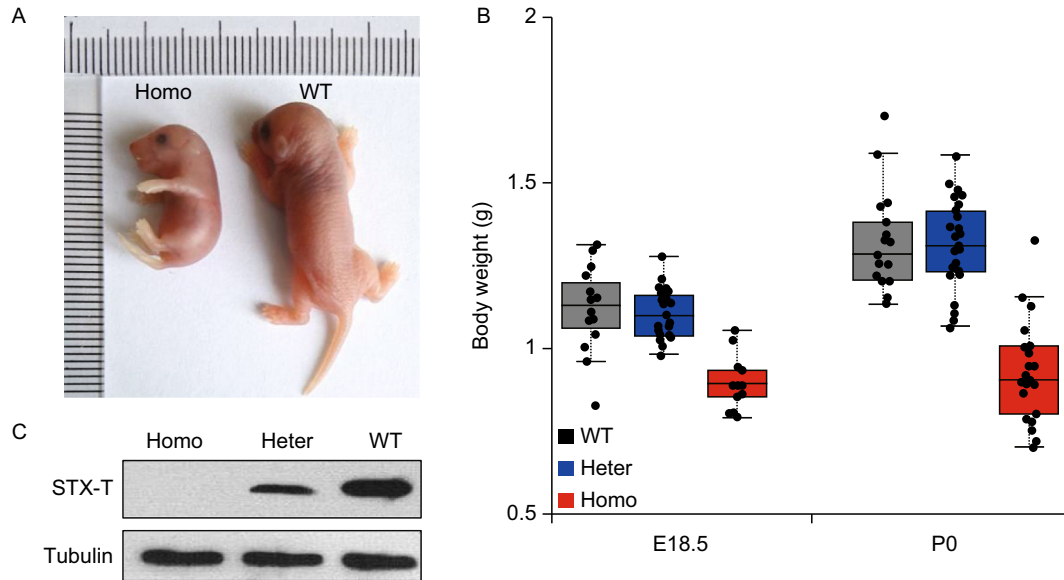 A
Homo
WT
B
2
1.5
1
0.5
Body weight (g)
WT
Heter
Homo
E18.5
P0
C
Homo Heter WT
STX-T
Tubulin